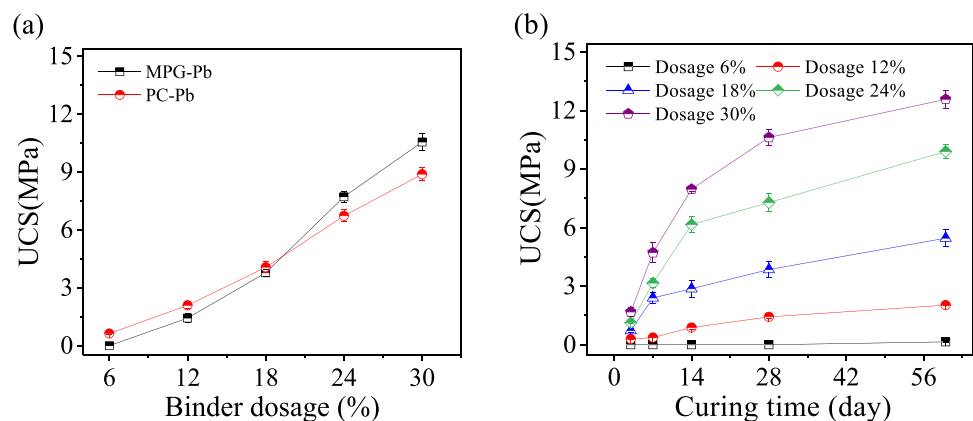 (a)
15
12
9
6
3
0
UCS(MPa)
MPG-Pb
PC-Pb
6 12 18 24 30
Binder dosage (%)
(b)
15
12
9
6
3
0
UCS(MPa)
Dosage 6% Dosage 12%
Dosage 18% Dosage 24%
Dosage 30%
0 14 28 42 56
Curing time (day)